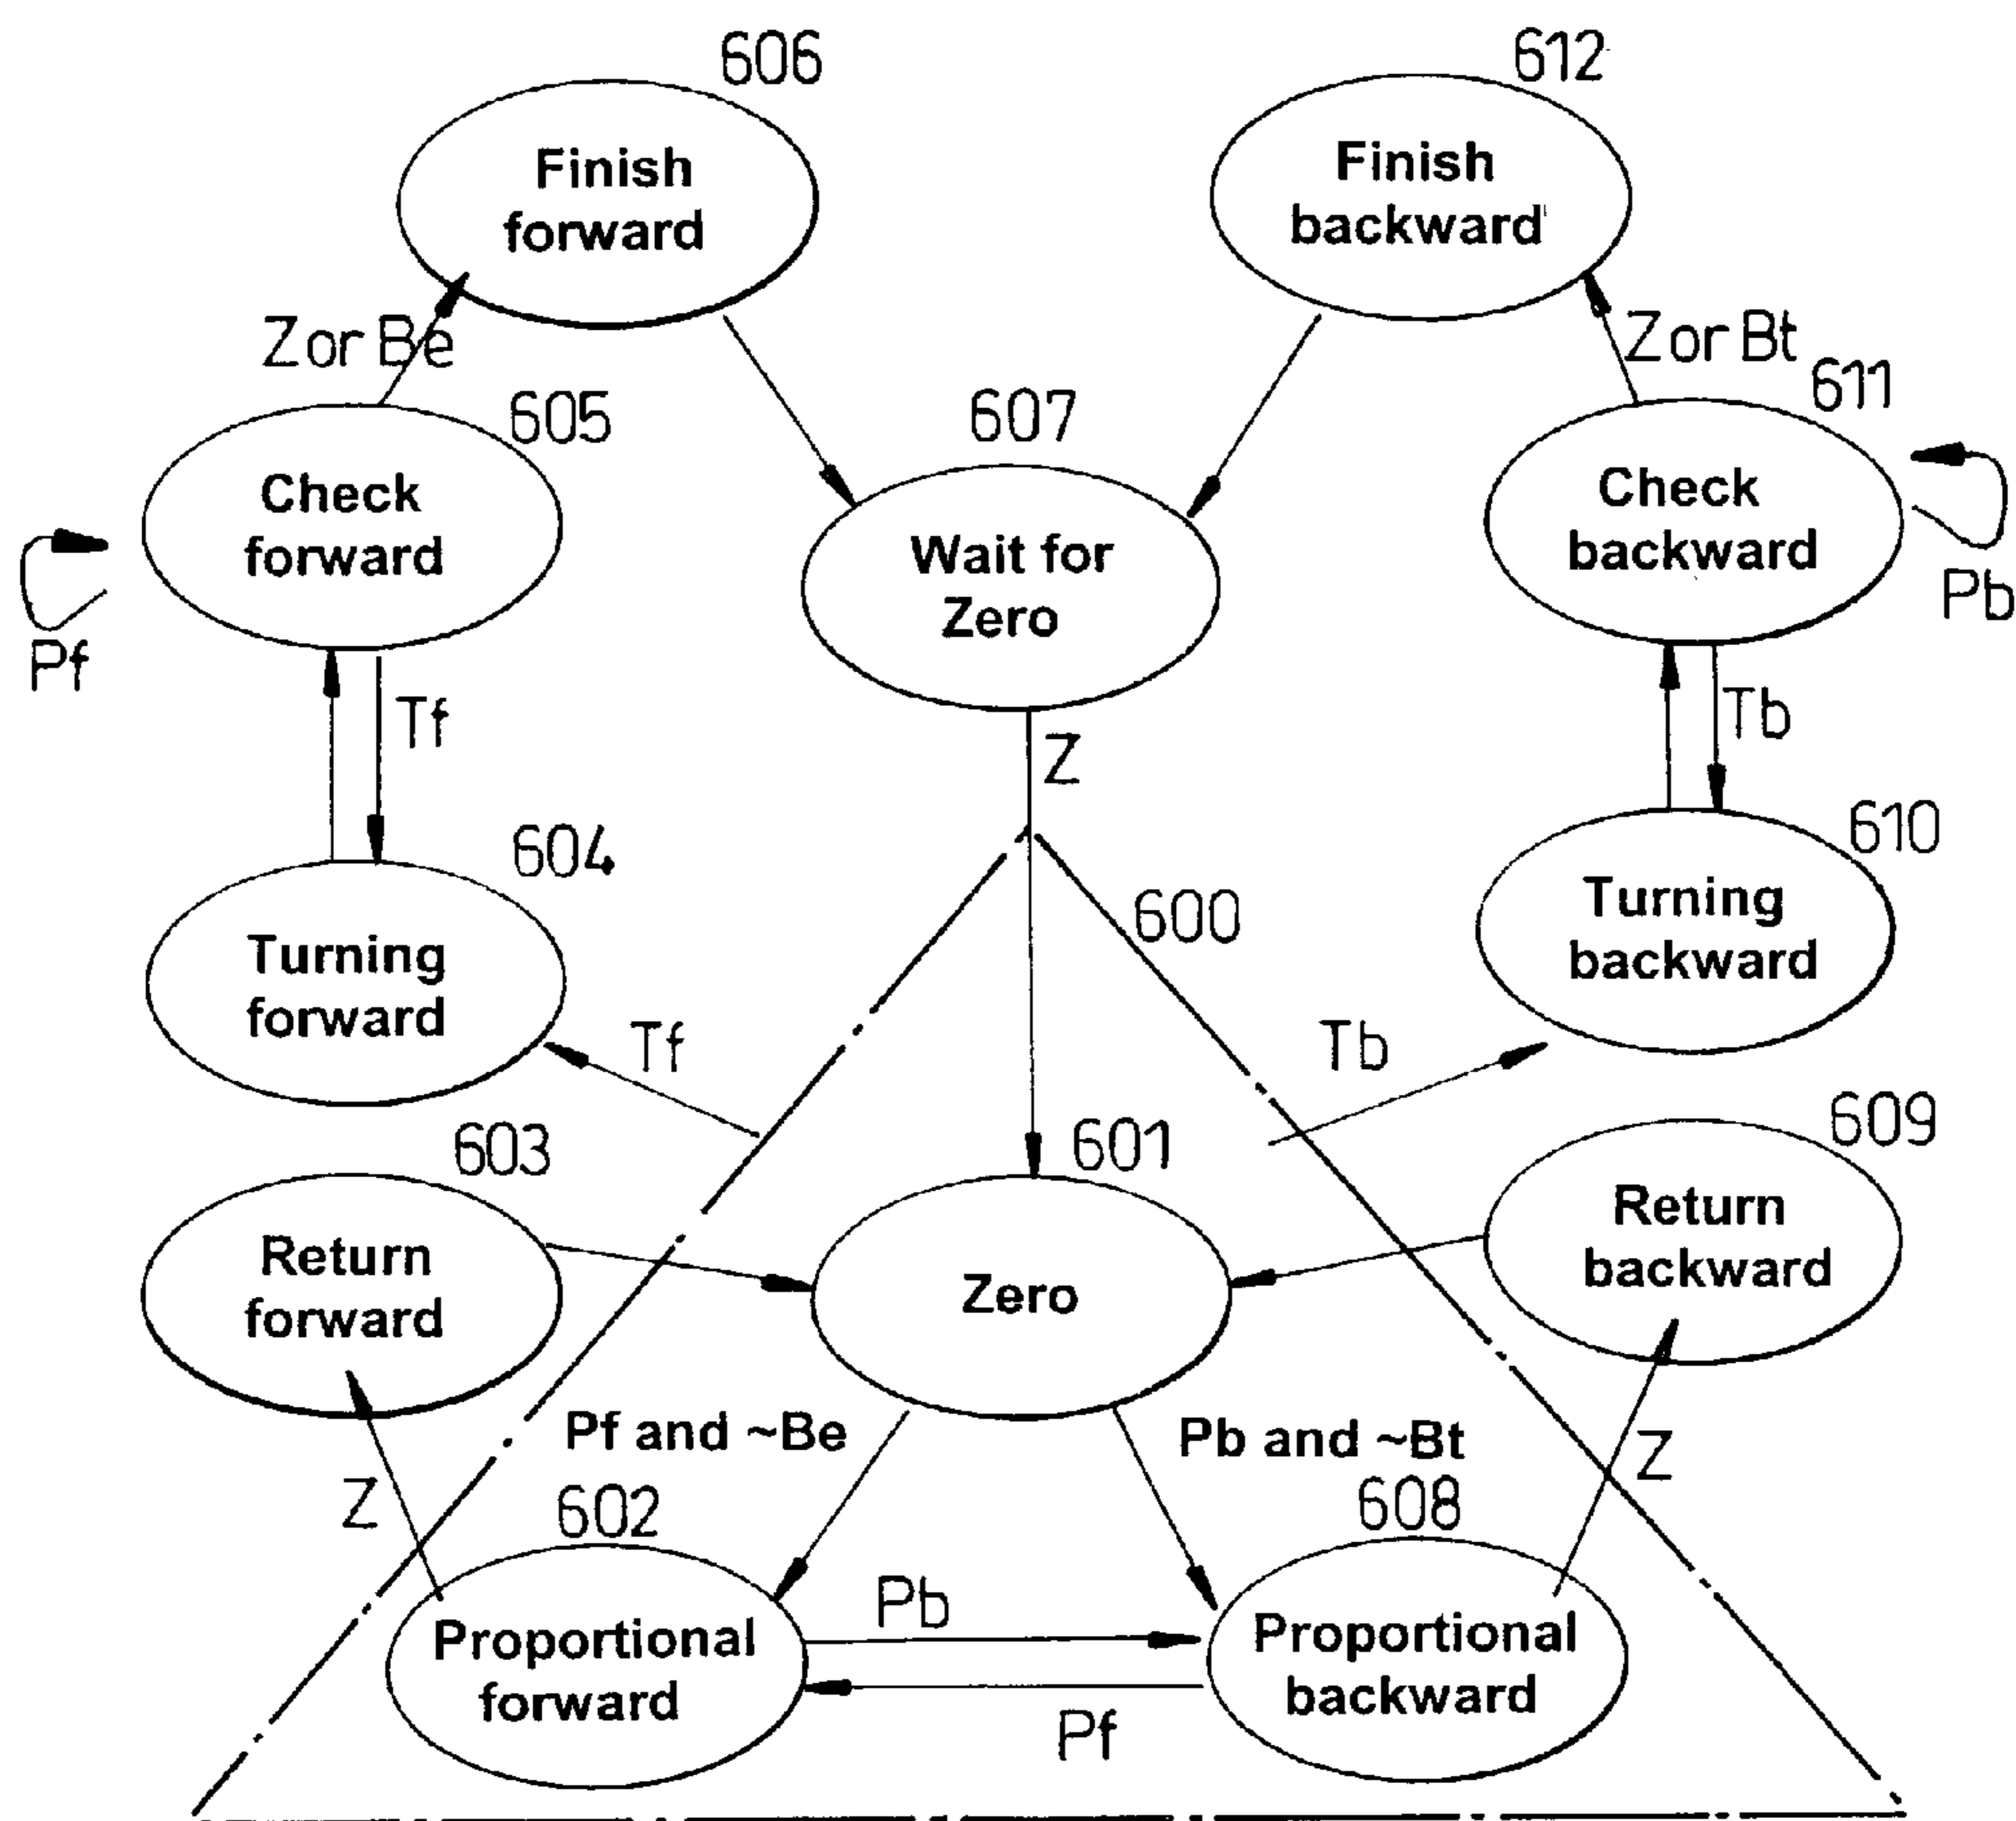 606
612
Finish
forward
Finish
backward
Z or Be
Z or Bt
605
607
611
Check
forward
Wait for
Zero
Check
backward
Pf
Pb
Tf
Z
Tb
604
610
600
Turning
forward
Turning
backward
Tf
Tb
603
601
609
Return
forward
Zero
Return
backward
Pf and ~Be
Pb and ~Bt
Z
Z
602
608
Pb
Proportional
forward
Proportional
backward
Pf